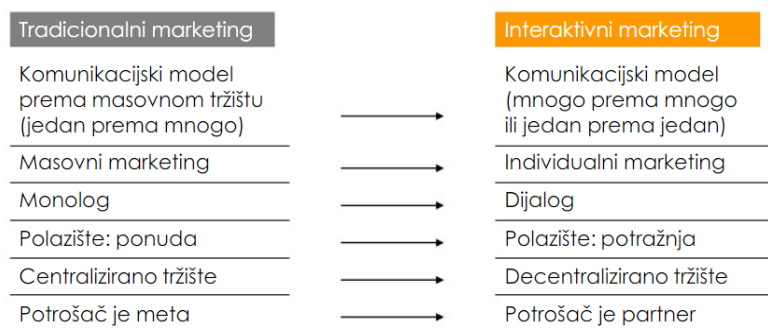 Tradicionalni marketing
Interaktivni marketing
Komunikacijski model
prema masovnom tržištu
(jedan prema mnogo)
Komunikacijski model
(mnogo prema mnogo
ili jedan prema jedan)
Masovni marketing
Individualni marketing
Monolog
Dijalog
Polazište: ponuda
Polazište: potražnja
Centralizirano tržište
Decentralizirano tržište
Potrošač je meta
Potrošač je partner